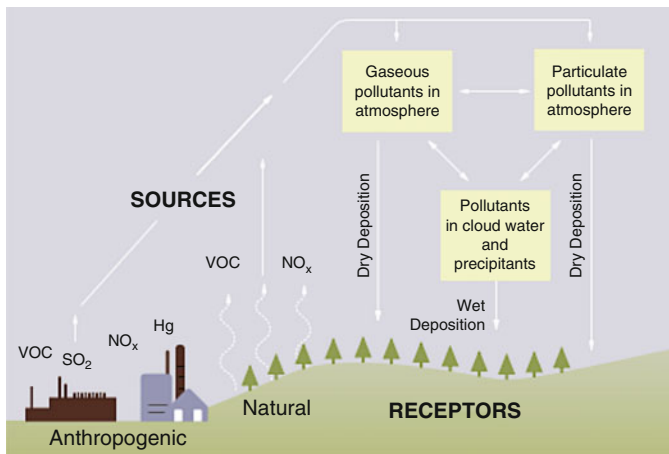 Gaseous
pollutants in
atmosphere
Particulate
pollutants in
atmosphere
SOURCES
Dry Deposition
Pollutants
in cloud water
and
precipitants
Dry Deposition
VOC
NOx
Wet
Deposition
VOC
SO2
NOx
Hg
Natural
RECEPTORS
Anthropogenic